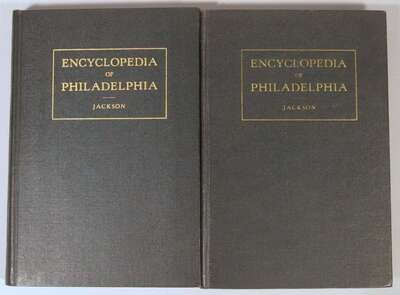 ENCYCLOPEDIA
OF
PHILADELPHIA
JACKSON
ENCYCLOPEDIA
OF
PHILADELPHIA
JACKSON